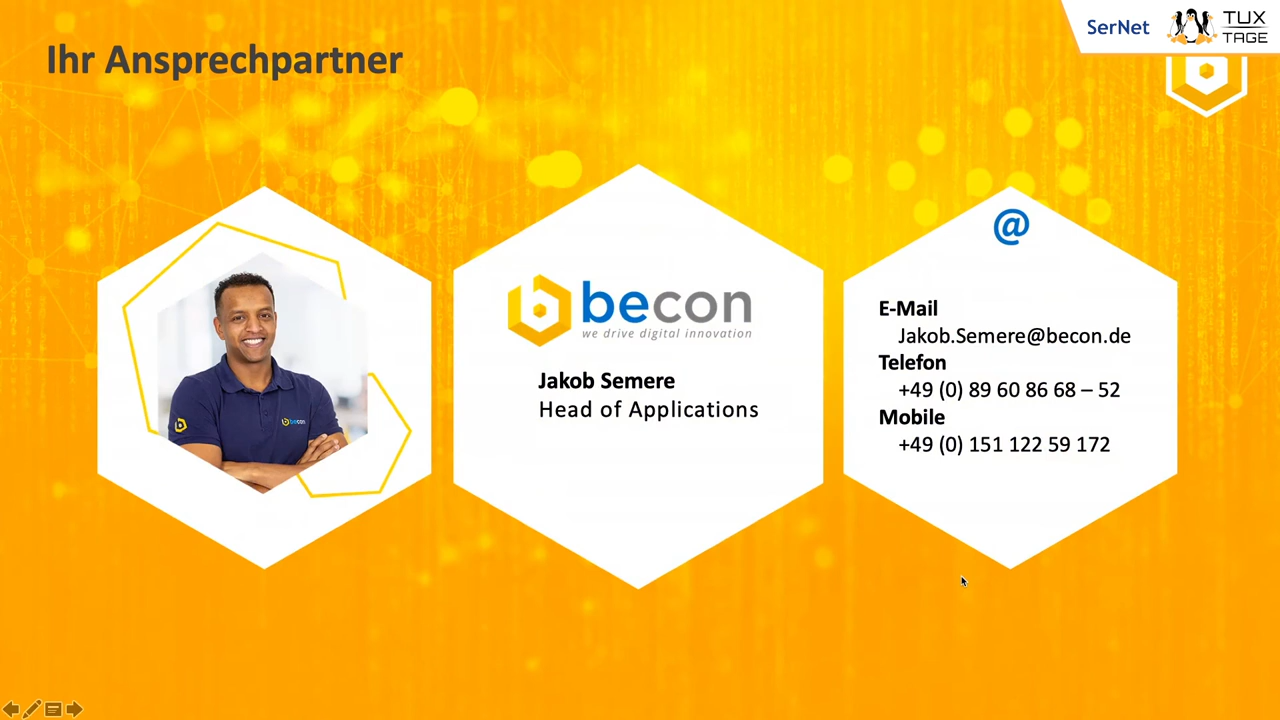 Ihr Ansprechpartner
SerNet
TUX
TAGE
becon
becon
we drive digital innovation
Jakob Semere
Head of Applications
@
E-Mail
Jakob.Semere@becon.de
Telefon
+49 (0) 89 60 86 68 – 52
Mobile
+49 (0) 151 122 59 172